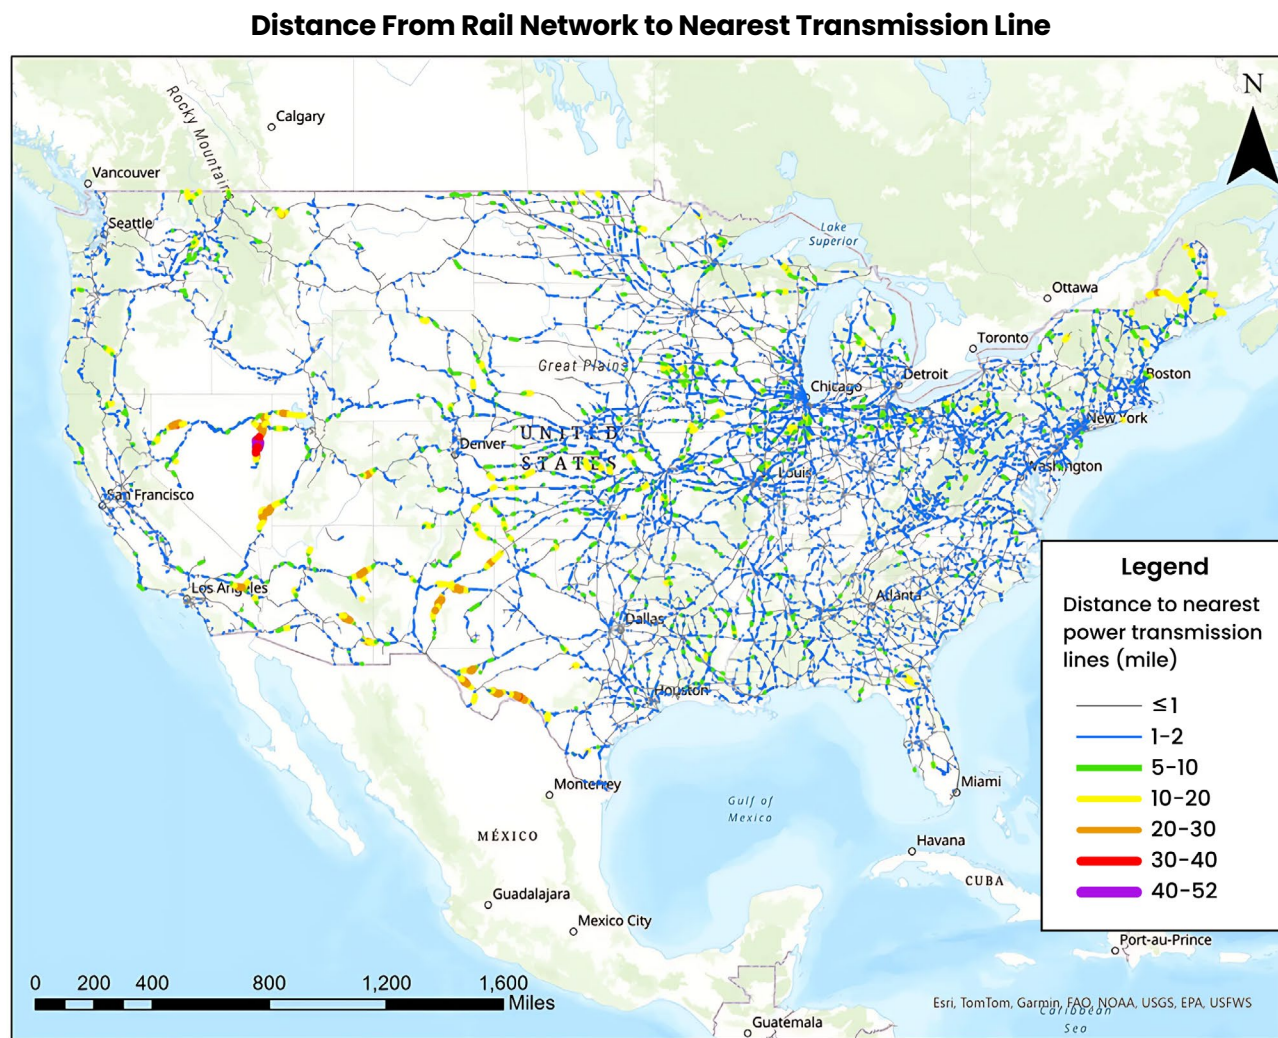 Distance From Rail Network to Nearest Transmission Line
N
Rocky Mountains
Calgary
Vancouver
Seattle
Lake
Superior
Ottawa
Toronto
Great Plains
Detroit
Boston
Chicago
New York
UNITED
STATES
Denver
Louis
Washington
San Francisco
Los Angeles
Atlanta
Dallas
Houston
Miami
Monterrey
Gulf of
Mexico
MÉXICO
Havana
CUBA
Guadalajara
Mexico City
Port-au-Prince
Guatemala
Caribbean
Sea
Legend
Distance to nearest
power transmission
lines (mile)
≤1
1-2
5-10
10-20
20-30
30-40
40-52
0 200 400 800 1,200 1,600
Miles
Esri, TomTom, Garmin, FAO, NOAA, USGS, EPA, USFWS